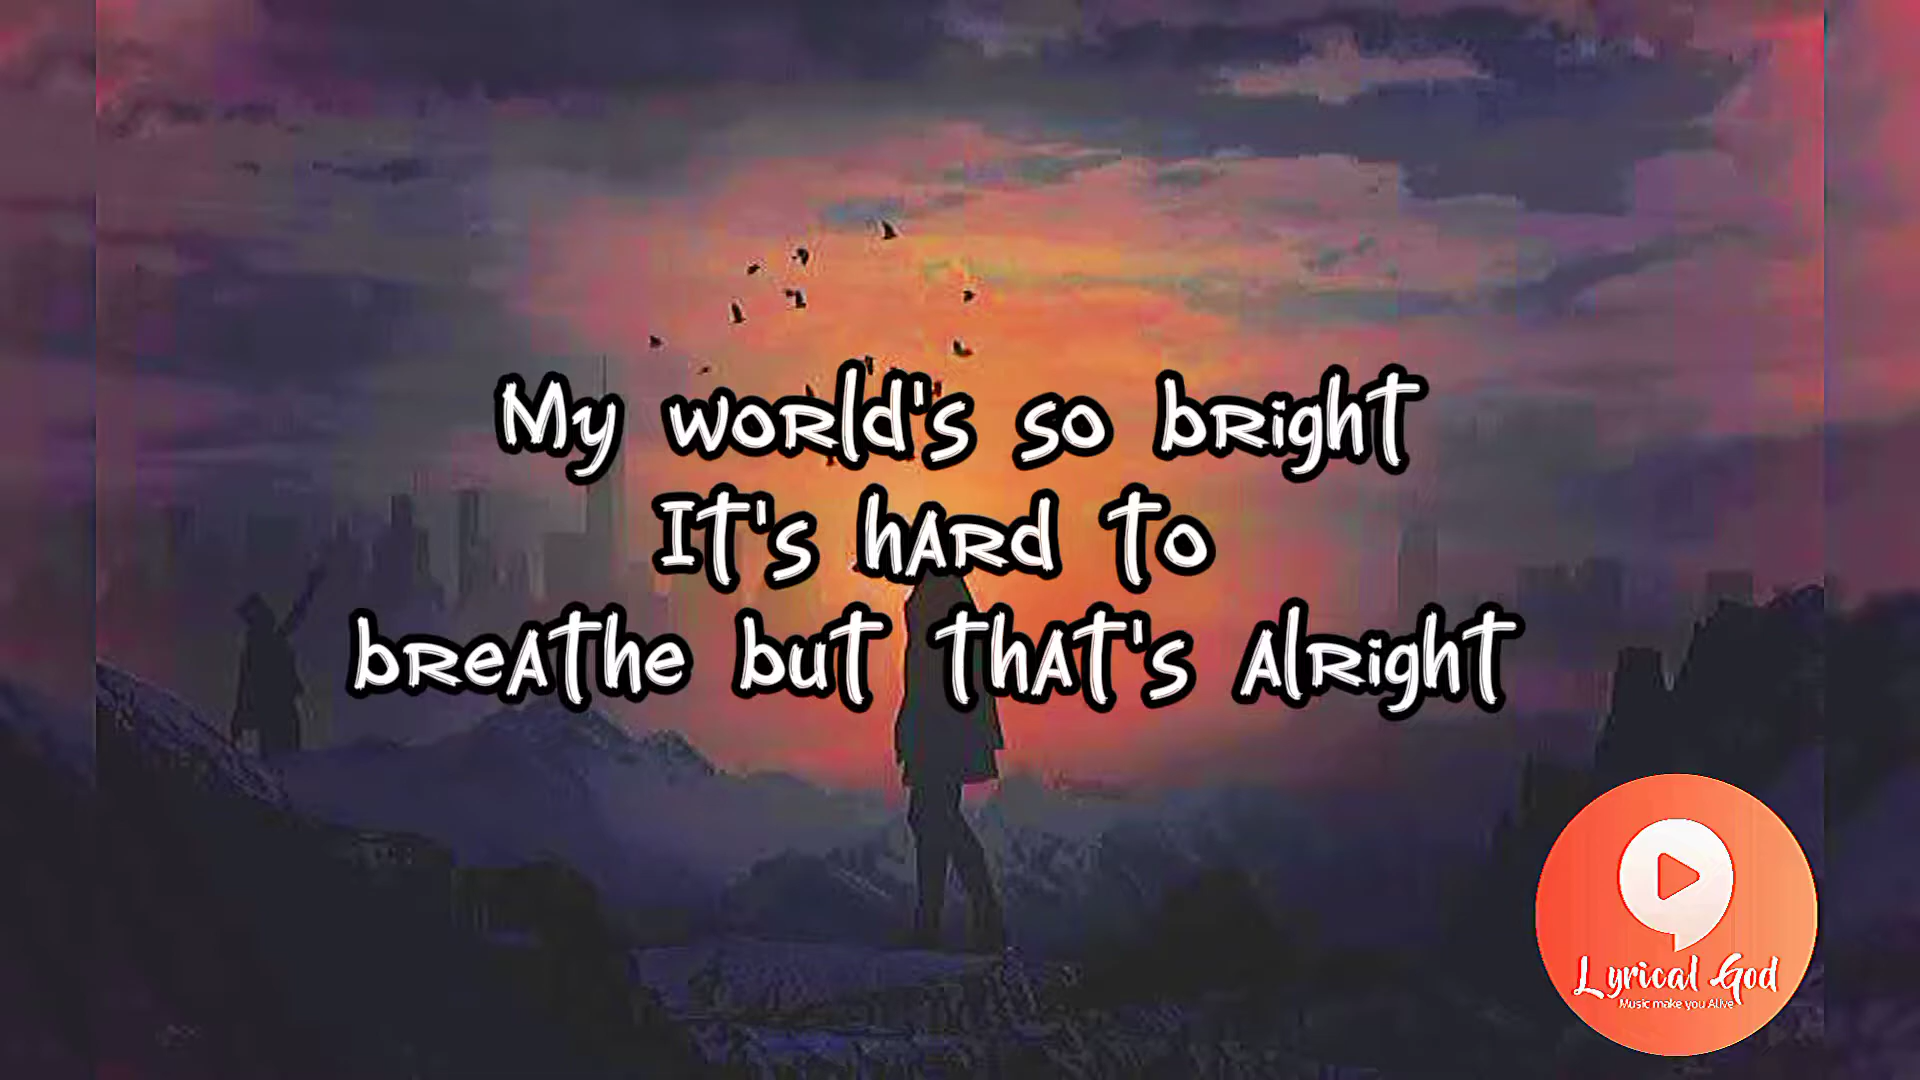 My world's so bright
It's hard to
breathe but that's alright
Lyrical God
Music make you Alive